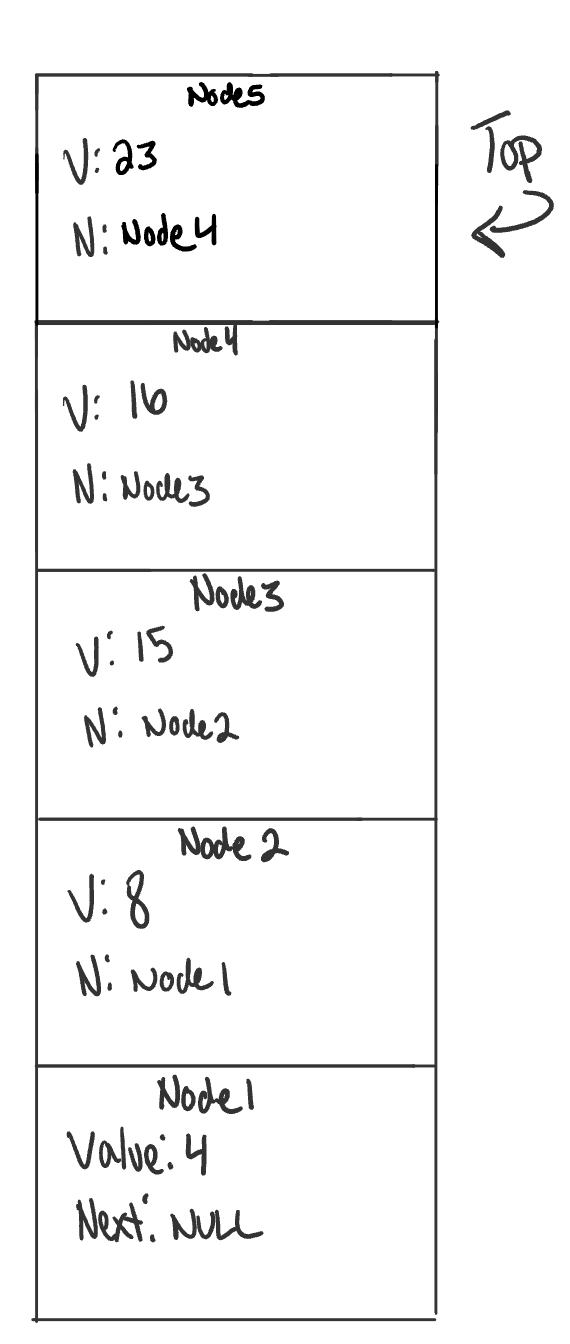 Node5
V: 23
Top
N: Node4
Node4
V: 16
N: Node3
Node3
V: 15
N: Node2
Node 2
V: 8
N: Node1
Node1
Value: 4
Next: NULL